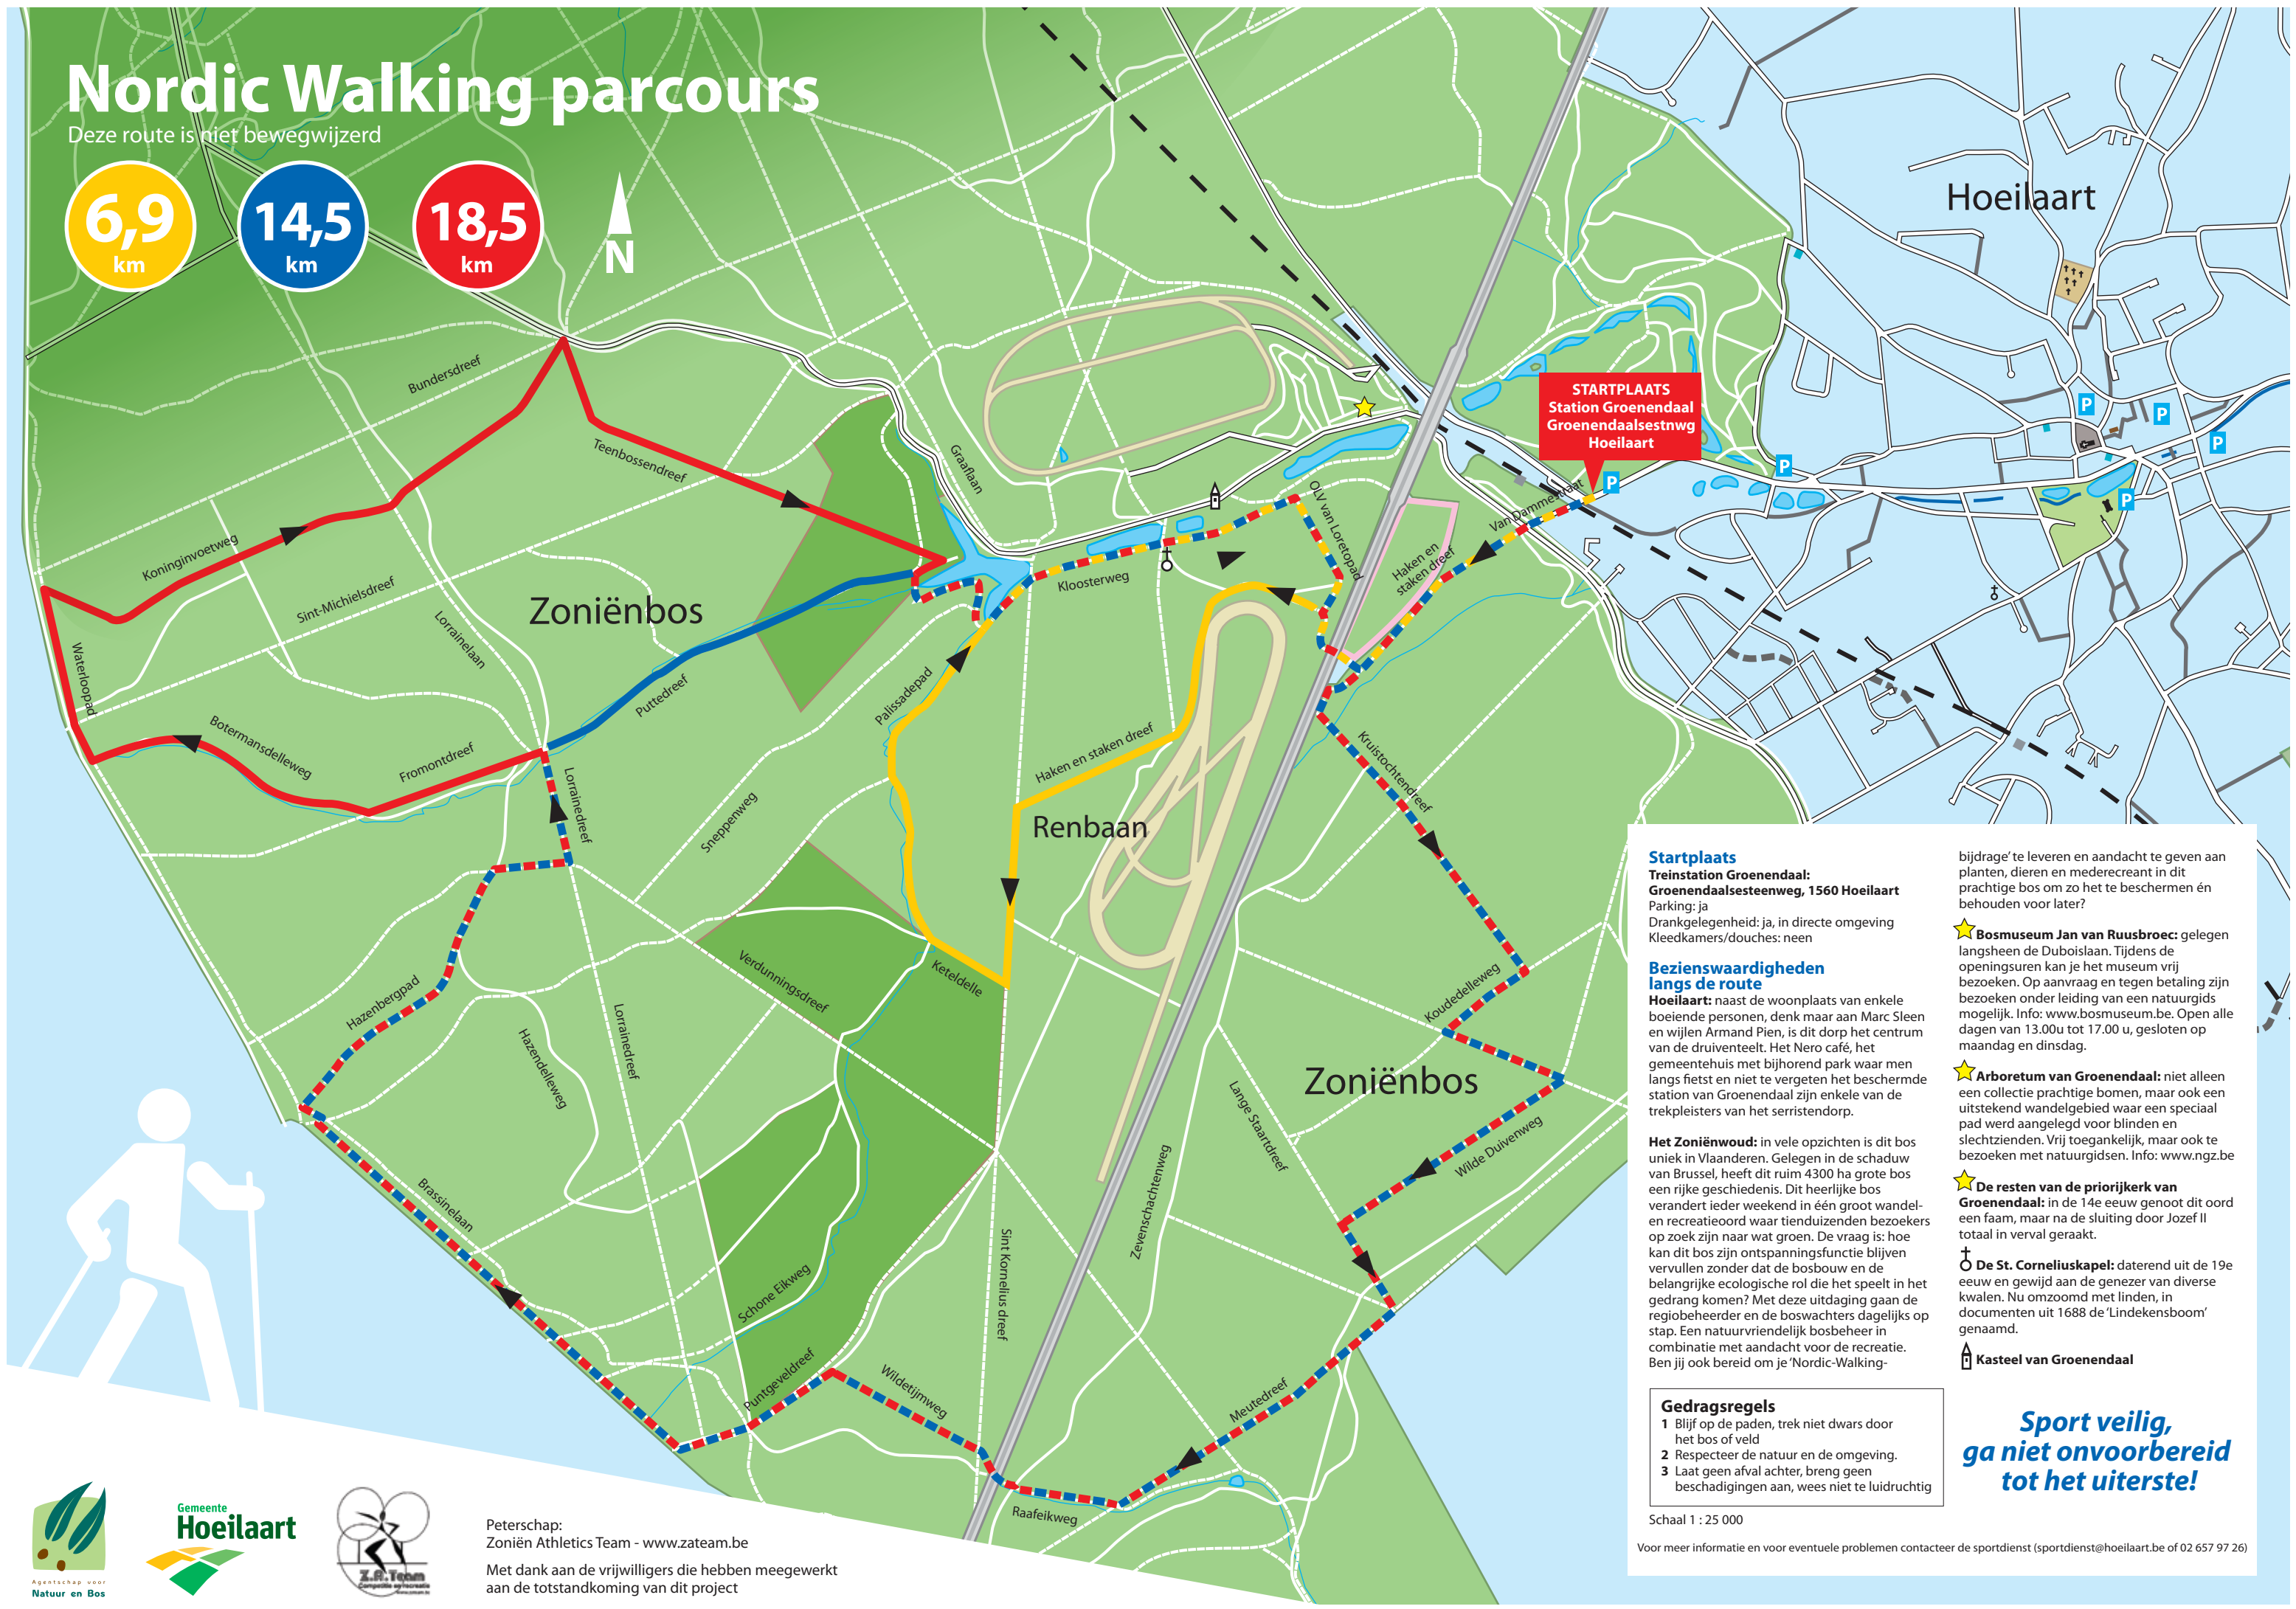 Nordic Walking parcours
Deze route is niet bewegwijzerd
6,9
km
14,5
km
18,5
km
N
Hoeilaart
STARTPLAATS
Station Groenendaal
Groenendaalsestnwg
Hoeilaart
P
P
P
P
P
P
Bundersdreef
Teenbossendreef
Graaflaan
OLV van Loretopad
Van Dammestraat
Haken en
staken dreef
Koninginvoetweg
Kloosterweg
Sint-Michielsdreef
Lorrainelaan
Zoniënbos
Waterloopad
Puttedreef
Palissadepad
Botermansdelleweg
Fromontdreef
Haken en staken dreef
Kruistochtendreef
Lorrainedreef
Sneppenweg
Renbaan
Verdunningsdreef
Keteldelle
Koudedelleweg
Hazenbergpad
Hazendelleweg
Lorrainedreef
Zoniënbos
Lange Staartdreef
Wilde Duivenweg
Zevenschachtenweg
Brassinelaan
Sint Kornelius dreef
Schone Eikweg
Puntgeveldreef
Wildetijmweg
Meutedreef
Raafeikweg
Startplaats
Treinstation Groenendaal:
Groenendaalsesteenweg, 1560 Hoeilaart
Parking: ja
Drankgelegenheid: ja, in directe omgeving
Kleedkamers/douches: neen
Bezienswaardigheden
langs de route
Hoeilaart: naast de woonplaats van enkele
boeiende personen, denk maar aan Marc Sleen
en wijlen Armand Pien, is dit dorp het centrum
van de druiventeelt. Het Nero café, het
gemeentehuis met bijhorend park waar men
langs fietst en niet te vergeten het beschermde
station van Groenendaal zijn enkele van de
trekpleisters van het serristendorp.
Het Zoniënwoud: in vele opzichten is dit bos
uniek in Vlaanderen. Gelegen in de schaduw
van Brussel, heeft dit ruim 4300 ha grote bos
een rijke geschiedenis. Dit heerlijke bos
verandert ieder weekend in één groot wandel-
en recreatieoord waar tienduizenden bezoekers
op zoek zijn naar wat groen. De vraag is: hoe
kan dit bos zijn ontspanningsfunctie blijven
vervullen zonder dat de bosbouw en de
belangrijke ecologische rol die het speelt in het
gedrang komen? Met deze uitdaging gaan de
regiobeheerder en de boswachters dagelijks op
stap. Een natuurvriendelijk bosbeheer in
combinatie met aandacht voor de recreatie.
Ben jij ook bereid om je ‘Nordic-Walking-
bijdrage’ te leveren en aandacht te geven aan
planten, dieren en mederecreant in dit
prachtige bos om zo het te beschermen én
behouden voor later?
Bosmuseum Jan van Ruusbroec: gelegen
langsheen de Duboislaan. Tijdens de
openingsuren kan je het museum vrij
bezoeken. Op aanvraag en tegen betaling zijn
bezoeken onder leiding van een natuurgids
mogelijk. Info: www.bosmuseum.be. Open alle
dagen van 13.00u tot 17.00 u, gesloten op
maandag en dinsdag.
Arboretum van Groenendaal: niet alleen
een collectie prachtige bomen, maar ook een
uitstekend wandelgebied waar een speciaal
pad werd aangelegd voor blinden en
slechtzienden. Vrij toegankelijk, maar ook te
bezoeken met natuurgidsen. Info: www.ngz.be
De resten van de priorijkerk van
Groenendaal: in de 14e eeuw genoot dit oord
een faam, maar na de sluiting door Jozef II
totaal in verval geraakt.
De St. Corneliuskapel: daterend uit de 19e
eeuw en gewijd aan de genezer van diverse
kwalen. Nu omzoomd met linden, in
documenten uit 1688 de ‘Lindekensboom’
genaamd.
Kasteel van Groenendaal
Gedragsregels
1 Blijf op de paden, trek niet dwars door
het bos of veld
2 Respecteer de natuur en de omgeving.
3 Laat geen afval achter, breng geen
beschadigingen aan, wees niet te luidruchtig
Sport veilig,
ga niet onvoorbereid
tot het uiterste!
Schaal 1 : 25 000
Voor meer informatie en voor eventuele problemen contacteer de sportdienst (sportdienst@hoeilaart.be of 02 657 97 26)
Agentschap voor
Natuur en Bos
Gemeente
Hoeilaart
Z.A.Team
Competitie en recreatie
www.zateam.be
Peterschap:
Zoniën Athletics Team - www.zateam.be
Met dank aan de vrijwilligers die hebben meegewerkt
aan de totstandkoming van dit project